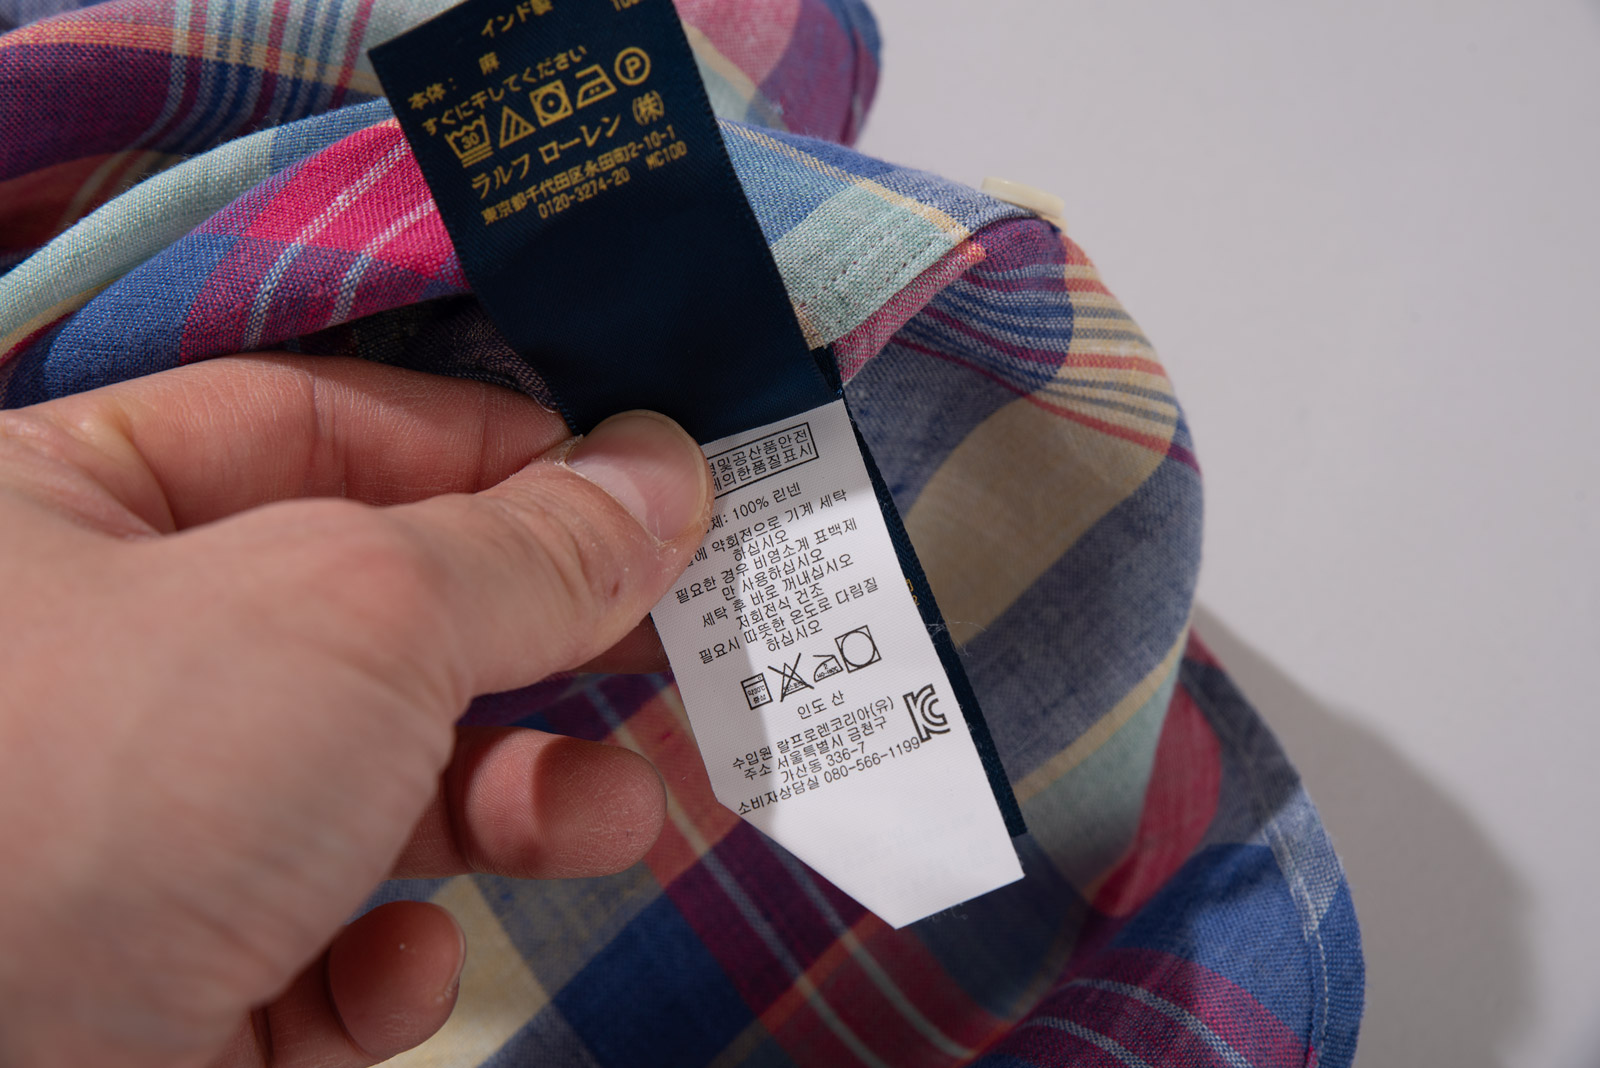 インド製
本体: 麻
すぐに干してください
30
P
ラルフ ローレン (株)
東京都千代田区永田町2-10-1
0120-3274-20 MC100
및공산품안전
의한품질표시
체: 100% 린넨
에 약회전으로 기계 세탁
하십시오
필요한 경우 비염소계 표백제
만 사용하십시오
세탁 후 바로 꺼내십시오
저회전식 건조
필요시 따뜻한 온도로 다림질
하십시오
인도 산
수입원 랄프로렌코리아(유)
주소 서울특별시 금천구
가산동 336-7
소비자상담실 080-566-1199